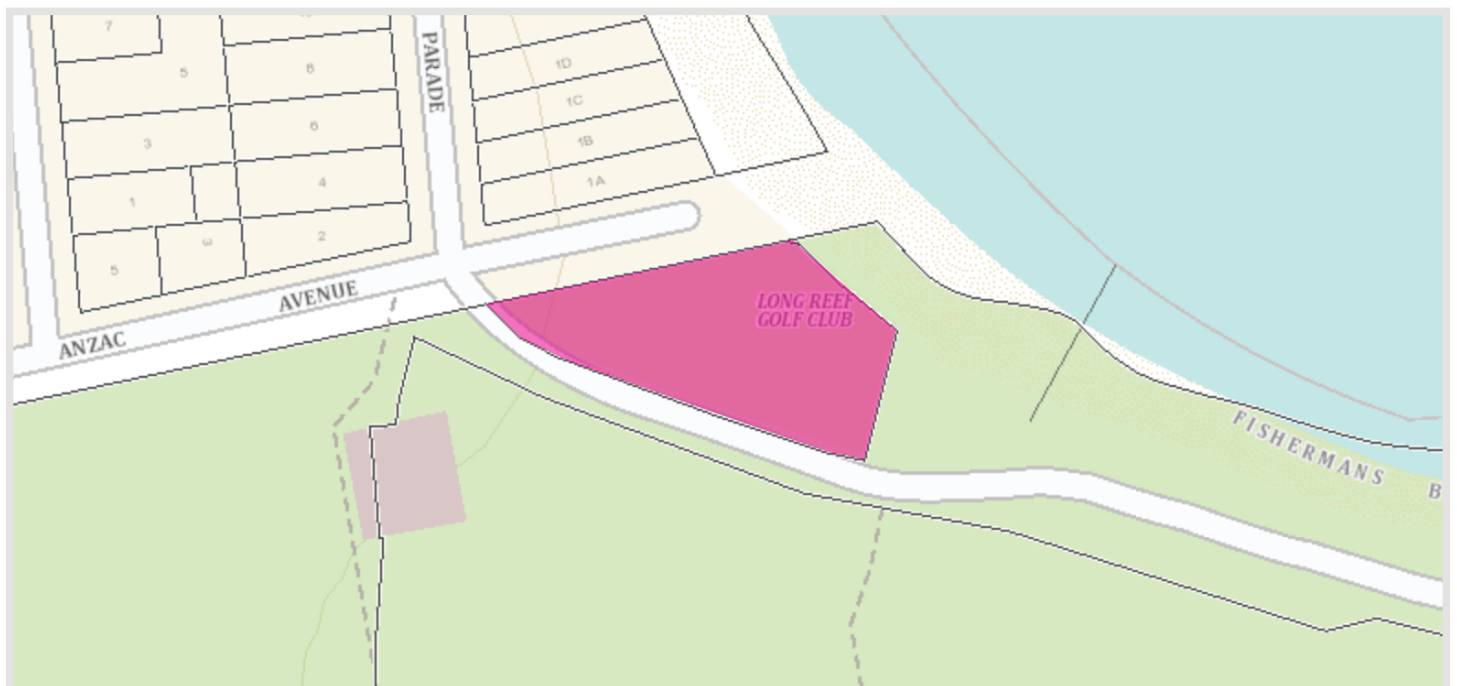 7
5
8
3
6
1
4
3
2
5
PARADE
1D
1C
1B
1A
ANZAC
AVENUE
LONG REEF
GOLF CLUB
FISHERMANS
B